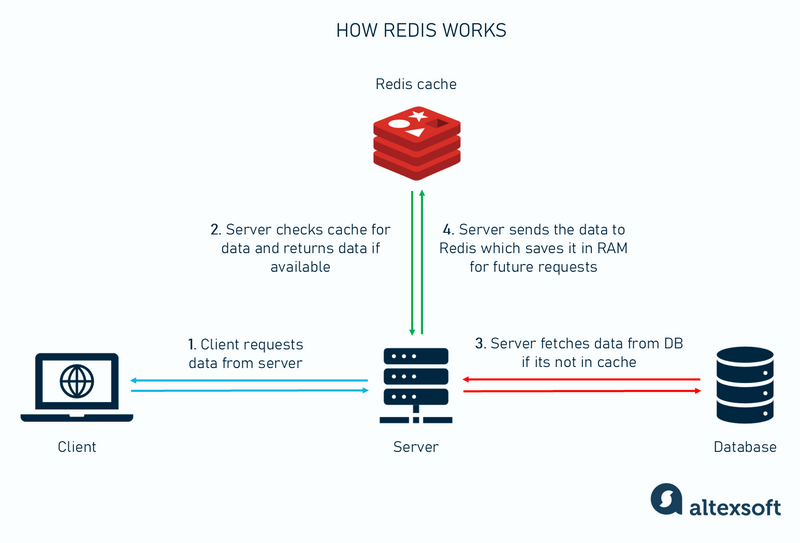 HOW REDIS WORKS
Redis cache
2. Server checks cache for
data and returns data if
available
4. Server sends the data to
Redis which saves it in RAM
for future requests
1. Client requests
data from server
3. Server fetches data from DB
if its not in cache
Client
Server
Database
altexsoft